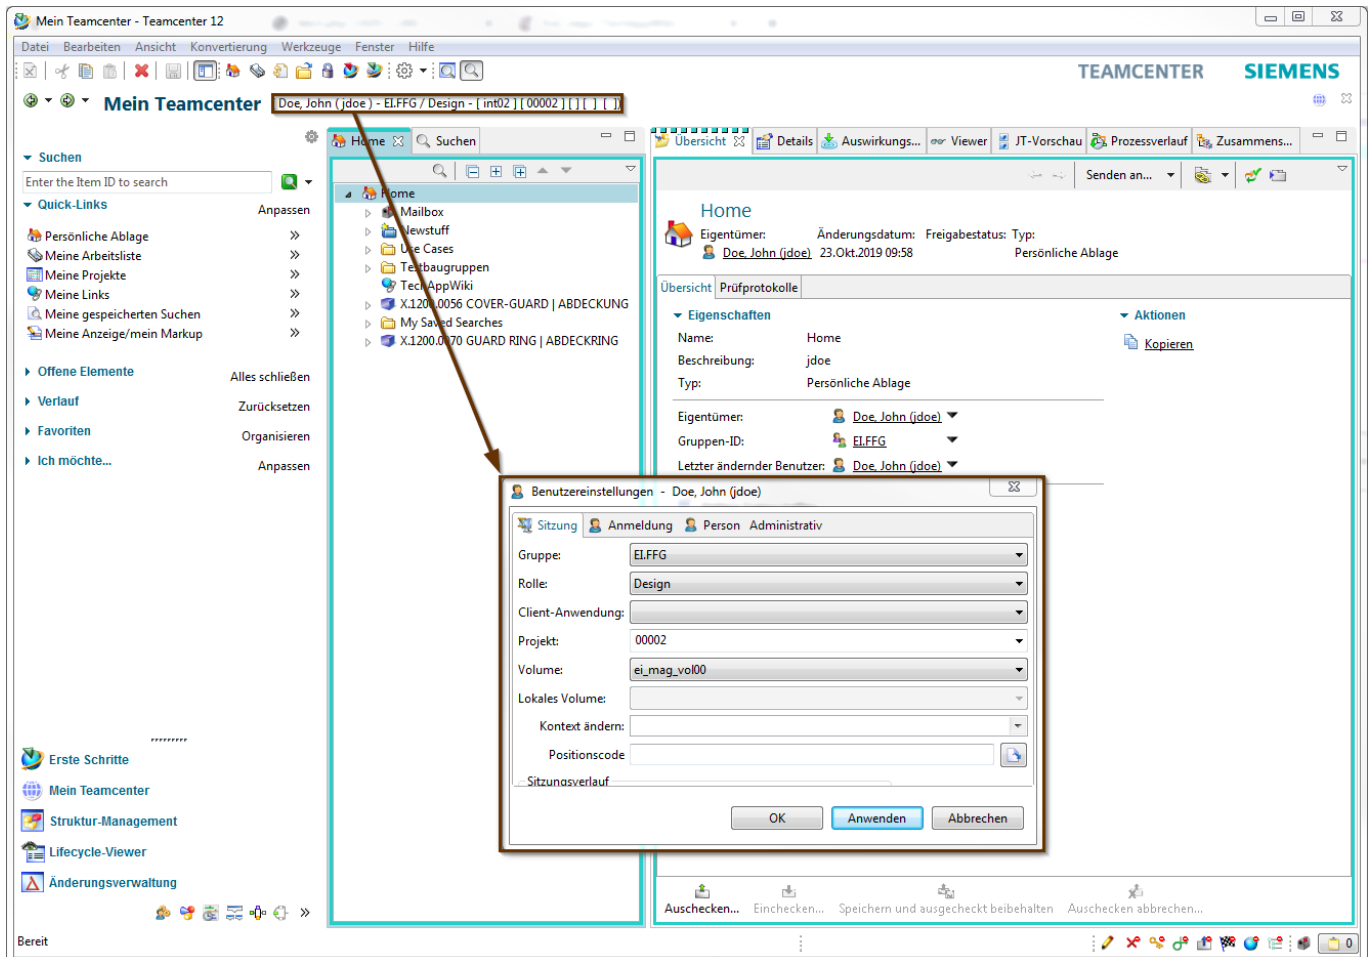 Mein Teamcenter - Teamcenter 12
Datei Bearbeiten Ansicht Konvertierung Werkzeuge Fenster Hilfe
TEAMCENTER SIEMENS
Mein Teamcenter Doe, John ( jdoe ) - EI.FFG / Design - [ int02 ] [ 00002 ] [ ] [ ] [ ]
Suchen
Enter the Item ID to search
Quick-Links Anpassen
Persönliche Ablage »
Meine Arbeitsliste »
Meine Projekte »
Meine Links »
Meine gespeicherten Suchen »
Meine Anzeige/mein Markup »
Offene Elemente Alles schließen
Verlauf Zurücksetzen
Favoriten Organisieren
Ich möchte... Anpassen
Erste Schritte
Mein Teamcenter
Struktur-Management
Lifecycle-Viewer
Änderungsverwaltung
»
Bereit
Home Suchen
Home
Mailbox
Newstuff
Use Cases
Testbaugruppen
TechAppWiki
X.1200.0056 COVER-GUARD | ABDECKUNG
My Saved Searches
X.1200.0070 GUARD RING | ABDECKRING
Übersicht Details Auswirkungs... Viewer JT-Vorschau Prozessverlauf Zusammens...
Senden an...
Home
Eigentümer: Änderungsdatum: Freigabestatus: Typ:
Doe, John (jdoe) 23.Okt.2019 09:58 Persönliche Ablage
Übersicht Prüfprotokolle
Eigenschaften
Name: Home
Beschreibung: jdoe
Typ: Persönliche Ablage
Eigentümer: Doe, John (jdoe)
Gruppen-ID: EI.FFG
Letzter ändernder Benutzer: Doe, John (jdoe)
Aktionen
Kopieren
Benutzereinstellungen - Doe, John (jdoe)
Sitzung Anmeldung Person Administrativ
Gruppe: EI.FFG
Rolle: Design
Client-Anwendung:
Projekt: 00002
Volume: ei_mag_vol00
Lokales Volume:
Kontext ändern:
Positionscode
Sitzungsverlauf
OK Anwenden Abbrechen
Auschecken... Einchecken... Speichern und ausgecheckt beibehalten Auschecken abbrechen...
0